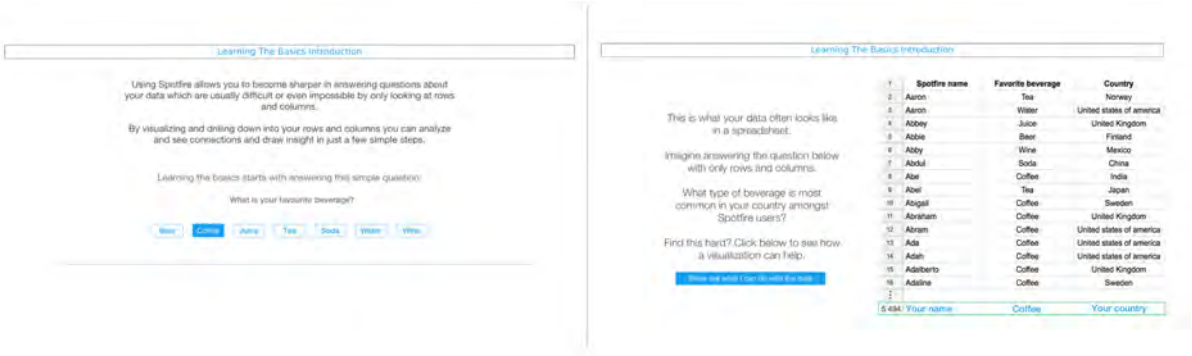 Learning The Basics Introduction
Using Spotfire allows you to become sharper in answering questions about
your data which are usually difficult or even impossible by only looking at rows
and columns.
By visualizing and drilling down into your rows and columns you can analyze
and see connections and draw insight in just a few simple steps.
Learning the basics starts with answering this simple question:
What is your favourite beverage?
Beer Coffee Juice Tea Soda Water Wine
Learning The Basics Introduction
This is what your data often looks like
in a spreadsheet.
Imagine answering the question below
with only rows and columns.
What type of beverage is most
common in your country amongst
Spotfire users?
Find this hard? Click below to see how
a visualization can help.
Show me what I can do with the data
1 Spotfire name Favorite beverage Country
2 Aaron Tea Norway
3 Aaron Water United states of america
4 Abbey Juice United Kingdom
5 Abbie Beer Finland
6 Abby Wine Mexico
7 Abdul Soda China
8 Abe Coffee India
9 Abel Tea Japan
10 Abigail Coffee Sweden
11 Abraham Coffee United Kingdom
12 Abram Coffee United states of america
13 Ada Coffee United states of america
14 Adah Coffee United states of america
15 Adalberto Coffee United Kingdom
16 Adaline Coffee Sweden
5 494 Your name Coffee Your country